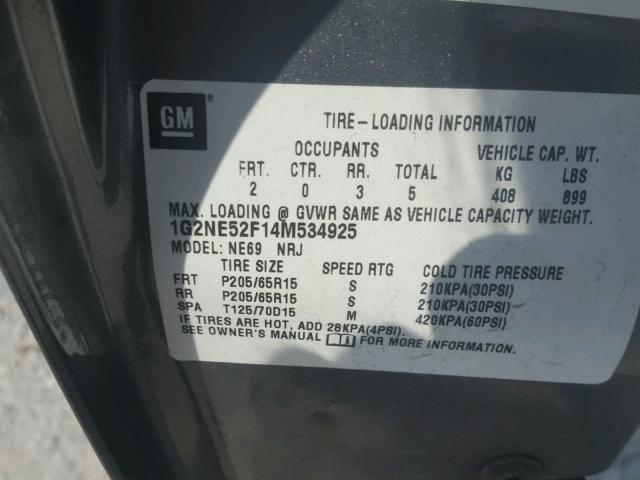 GM®
TIRE-LOADING INFORMATION
OCCUPANTS VEHICLE CAP. WT.
FRT. CTR. RR. TOTAL KG LBS
2 0 3 5 408 899
MAX. LOADING @ GVWR SAME AS VEHICLE CAPACITY WEIGHT.
1G2NE52F14M534925
MODEL: NE69 NRJ
TIRE SIZE SPEED RTG COLD TIRE PRESSURE
FRT P205/65R15 S 210KPA(30PSI)
RR P205/65R15 S 210KPA(30PSI)
SPA T125/70D15 M 420KPA(60PSI)
IF TIRES ARE HOT, ADD 28KPA(4PSI).
SEE OWNER'S MANUAL i FOR MORE INFORMATION.